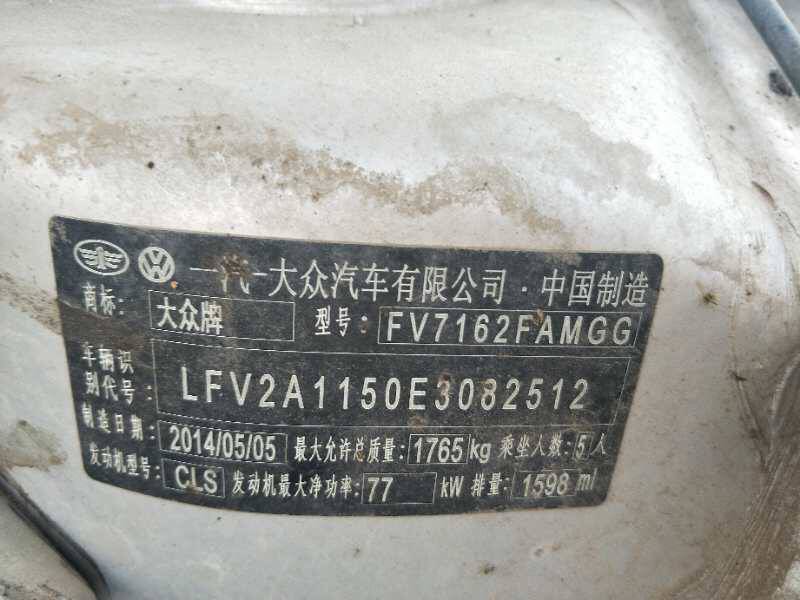 一汽-大众汽车有限公司·中国制造
商标: 大众牌 型号: FV7162FAMGG
车辆识别代号: LFV2A1150E3082512
制造日期: 2014/05/05 最大允许总质量: 1765 kg 乘坐人数: 5 人
发动机型号: CLS 发动机最大净功率: 77 kW 排量: 1598 ml